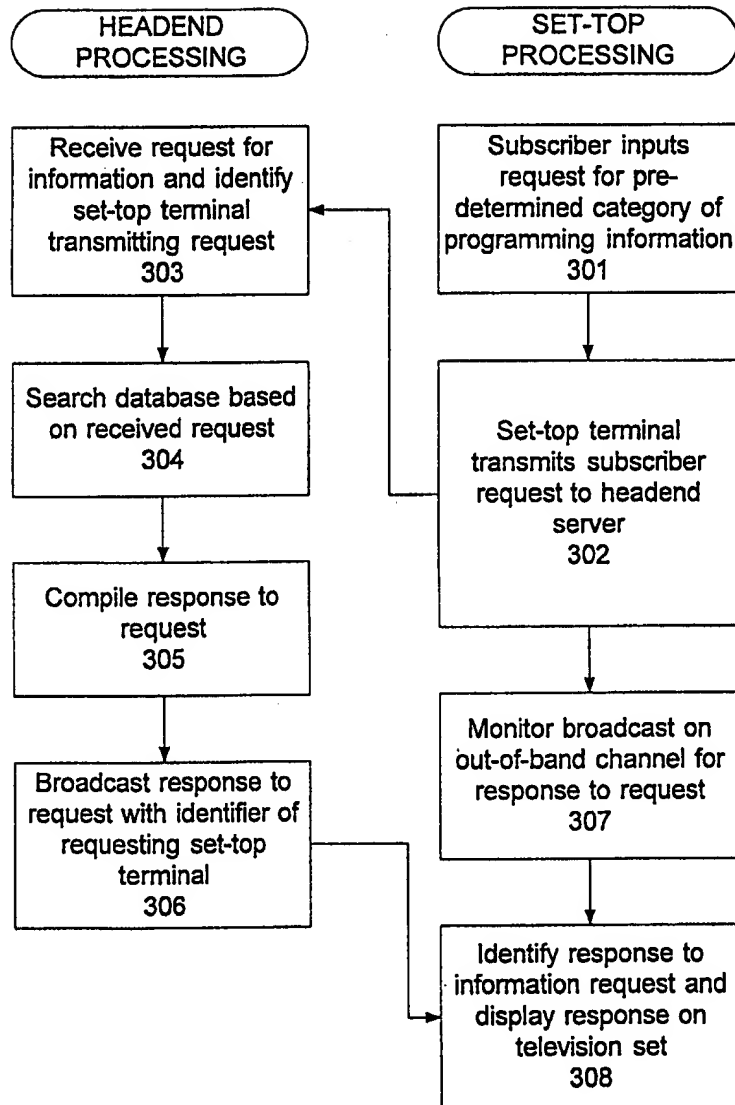 HEADEND
PROCESSING
SET-TOP
PROCESSING
Receive request for
information and identify
set-top terminal
transmitting request
303
Search database based
on received request
304
Compile response to
request
305
Broadcast response to
request with identifier of
requesting set-top
terminal
306
Subscriber inputs
request for pre-
determined category of
programming information
301
Set-top terminal
transmits subscriber
request to headend
server
302
Monitor broadcast on
out-of-band channel for
response to request
307
Identify response to
information request and
display response on
television set
308